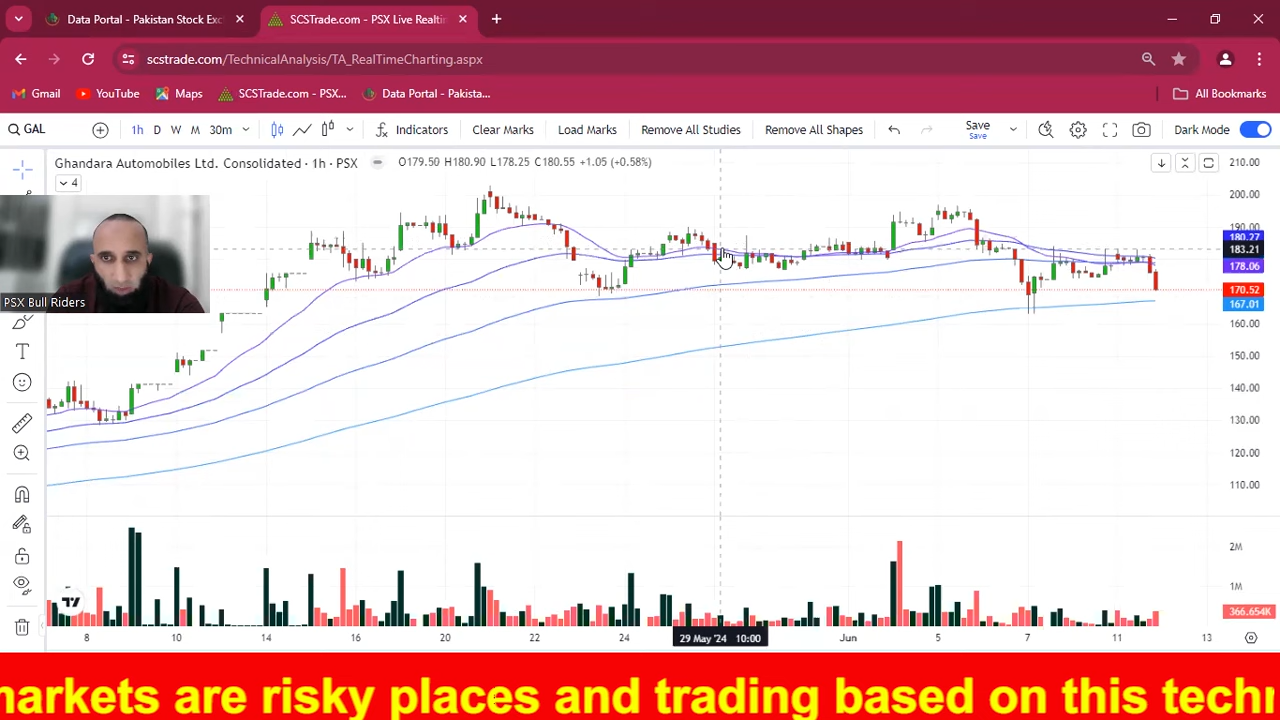 Data Portal - Pakistan Stock Exc
SCSTrade.com - PSX Live Realtin
scstrade.com/TechnicalAnalysis/TA_RealTimeCharting.aspx
Gmail YouTube Maps SCSTrade.com - PSX... Data Portal - Pakista... All Bookmarks
GAL 1h D W M 30m Indicators Clear Marks Load Marks Remove All Studies Remove All Shapes Save Save Dark Mode
Ghandara Automobiles Ltd. Consolidated · 1h · PSX O179.50 H180.90 L178.25 C180.55 +1.05 (+0.58%)
4
210.00
200.00
190.00
180.27
183.21
178.06
170.52
167.01
160.00
150.00
140.00
130.00
120.00
110.00
2M
1M
366.654K
PSX Bull Riders
8 10 14 16 20 22 24 29 May '24 10:00 Jun 5 7 11 13
markets are risky places and trading based on this techn